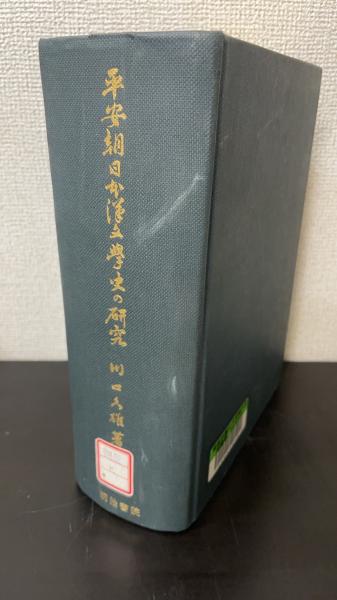 平安朝日本漢文學史の研究
川口久雄著
明治書院